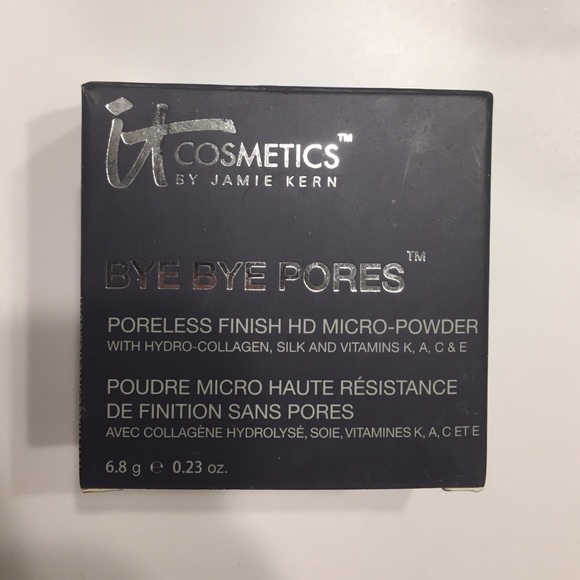 it COSMETICS™
BY JAMIE KERN
BYE BYE PORES™
PORELESS FINISH HD MICRO-POWDER
WITH HYDRO-COLLAGEN, SILK AND VITAMINS K, A, C & E
POUDRE MICRO HAUTE RÉSISTANCE
DE FINITION SANS PORES
AVEC COLLAGÈNE HYDROLYSÉ, SOIE, VITAMINES K, A, C ET E
6.8 g ℮ 0.23 oz.